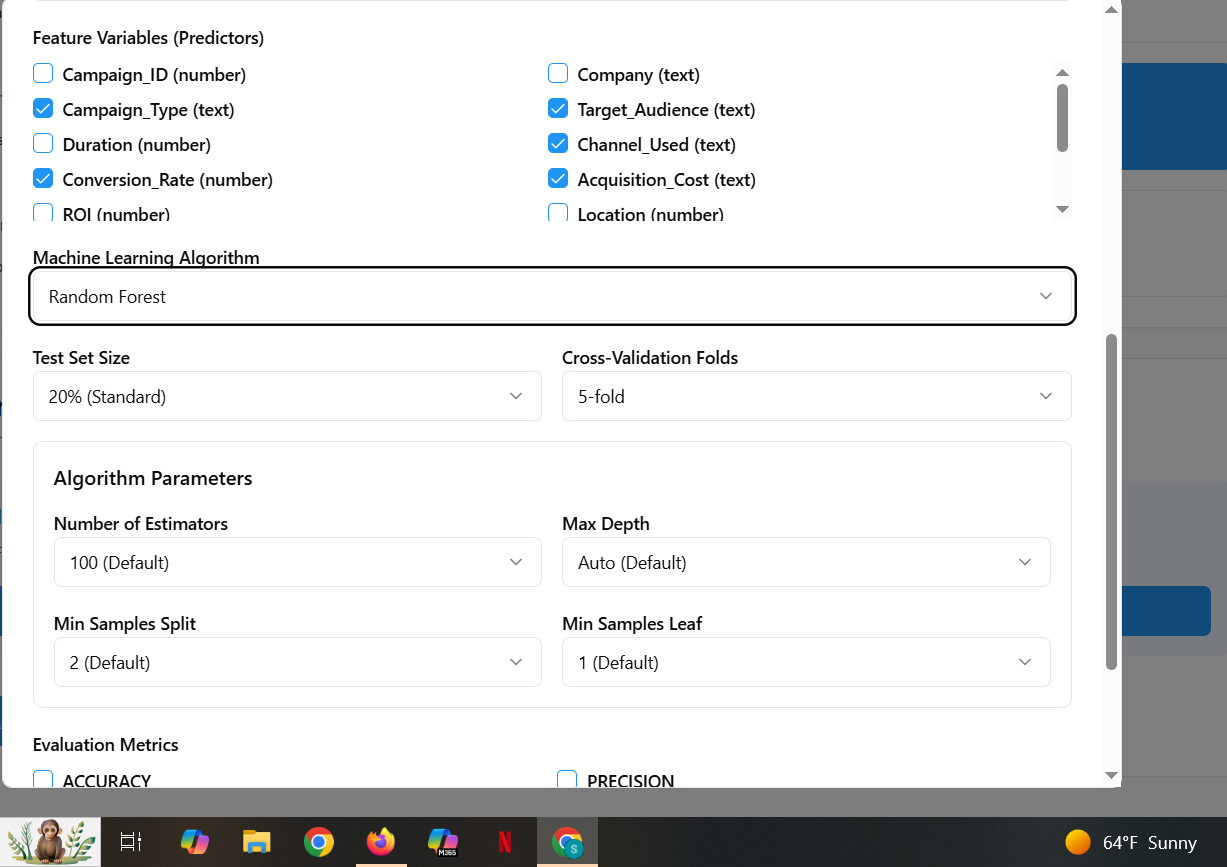 Feature Variables (Predictors)
Campaign_ID (number)
Company (text)
Campaign_Type (text)
Target_Audience (text)
Duration (number)
Channel_Used (text)
Conversion_Rate (number)
Acquisition_Cost (text)
ROI (number)
Location (number)
Machine Learning Algorithm
Random Forest
Test Set Size
Cross-Validation Folds
20% (Standard)
5-fold
Algorithm Parameters
Number of Estimators
Max Depth
100 (Default)
Auto (Default)
Min Samples Split
Min Samples Leaf
2 (Default)
1 (Default)
Evaluation Metrics
ACCURACY
PRECISION
M365
N
S
64°F Sunny